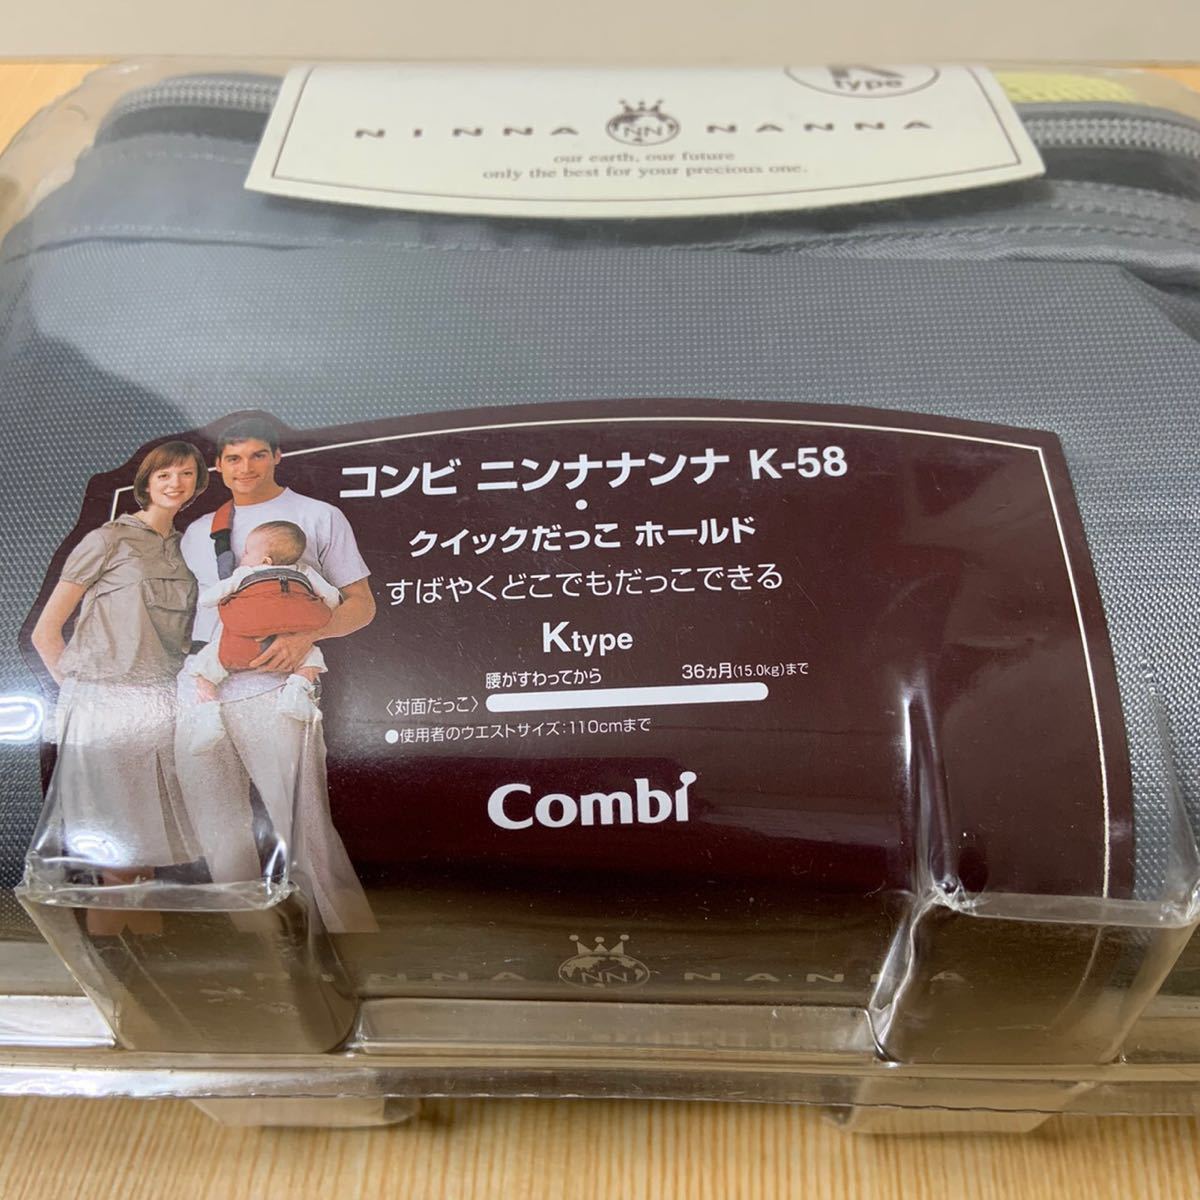 K
type
NINNA NN NANNA
our earth, our future
only the best for your precious one.
コンビ ニンナナンナ K-58
クイックだっこ ホールド
すばやくどこでもだっこできる
Ktype
腰がすわってから 36ヵ月(15.0kg)まで
〈対面だっこ〉
●使用者のウエストサイズ:110cmまで
Combi
NINNA NN NANNA